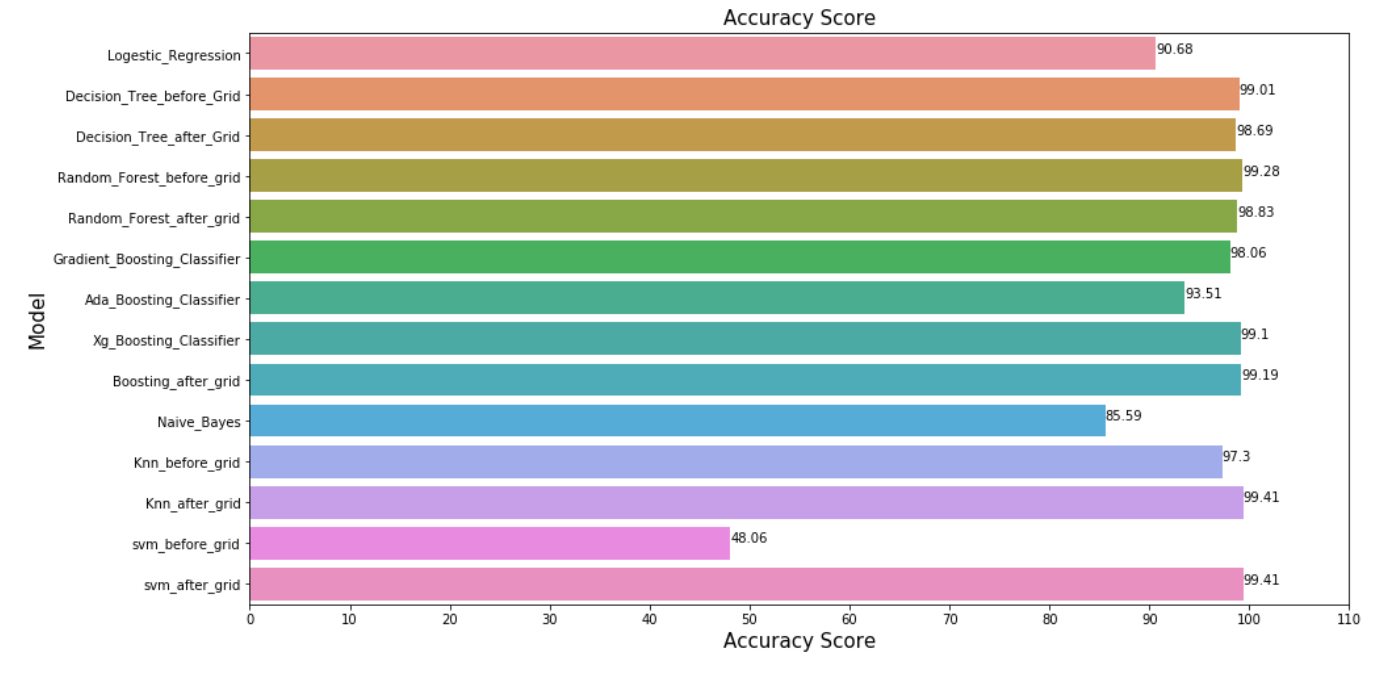 Accuracy Score
Logestic_Regression 90.68
Decision_Tree_before_Grid 99.01
Decision_Tree_after_Grid 98.69
Random_Forest_before_grid 99.28
Random_Forest_after_grid 98.83
Gradient_Boosting_Classifier 98.06
Ada_Boosting_Classifier 93.51
Xg_Boosting_Classifier 99.1
Boosting_after_grid 99.19
Naive_Bayes 85.59
Knn_before_grid 97.3
Knn_after_grid 99.41
svm_before_grid 48.06
svm_after_grid 99.41
Model
0 10 20 30 40 50 60 70 80 90 100 110
Accuracy Score